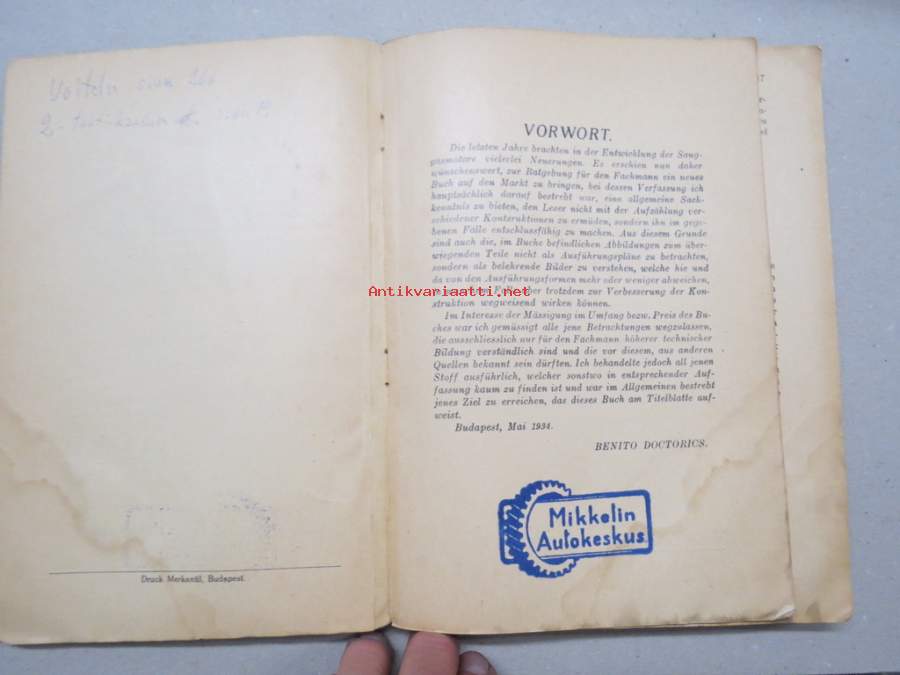 Druck Merkantil, Budapest.
VORWORT.
Die letzten Jahre brachten in der Entwicklung der Saug-
gasmotore vielerlei Neuerungen. Es erschien nun daher
wünschenswert, zur Ratgebung für den Fachmann ein neues
Buch auf den Markt zu bringen, bei dessen Verfassung ich
hauptsächlich darauf bestrebt war, eine allgemeine Sach-
kenntnis zu bieten, den Leser nicht mit der Aufzählung ver-
schiedener Konstruktionen zu ermüden, sondern ihn im gege-
benen Falle entschlussfähig zu machen. Aus diesem Grunde
sind auch die, im Buche befindlichen Abbildungen zum über-
wiegenden Teile nicht als Ausführungspläne zu betrachten,
sondern als belehrende Bilder zu verstehen, welche hie und
da von den Ausführungsformen mehr oder weniger abweichen,
Antikvariaatti.net
aber trotzdem zur Verbesserung der Kon-
struktion wegweisend wirken können.
Im Interesse der Mässigung im Umfang bezw. Preis des Bu-
ches war ich gemüssigt alle jene Betrachtungen wegzulassen,
die ausschliesslich nur für den Fachmann höherer technischer
Bildung verständlich sind und die vor diesem, aus anderen
Quellen bekannt sein dürften. Ich behandelte jedoch all jenen
Stoff ausführlich, welcher sonstwo in entsprechender Auf-
fassung kaum zu finden ist und war im Allgemeinen bestrebt
jenes Ziel zu erreichen, das dieses Buch am Titelblatte auf-
weist.
Budapest, Mai 1934.
BENITO DOCTORICS.
Mikkelin
Autokeskus